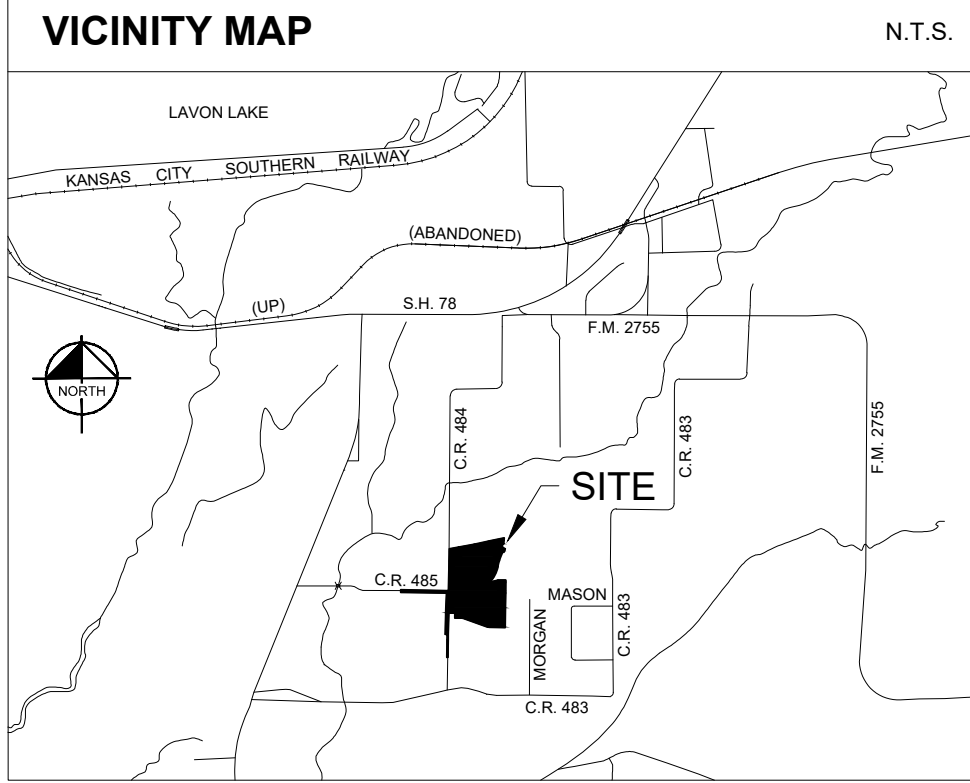 VICINITY MAP
N.T.S.
LAVON LAKE
KANSAS CITY SOUTHERN RAILWAY
(ABANDONED)
(UP)
S.H. 78
F.M. 2755
NORTH
C.R. 484
C.R. 483
F.M. 2755
SITE
C.R. 485
MASON
MORGAN
C.R. 483
C.R. 483